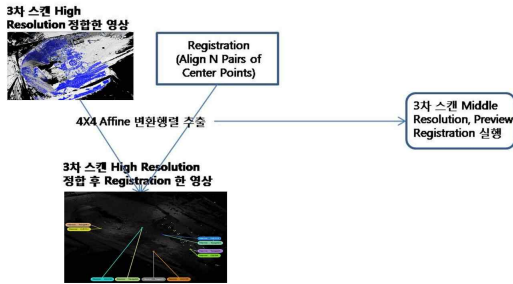 3차 스캔 High
Resolution 정합한 영상
Registration
(Align N Pairs of
Center Points)
4X4 Affine 변환행렬 추출
3차 스캔 Middle
Resolution, Preview
Registration 실행
3차 스캔 High Resolution
정합 후 Registration 한 영상